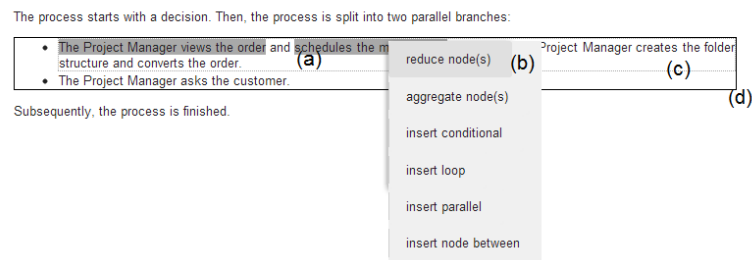 The process starts with a decision. Then, the process is split into two parallel branches:
• The Project Manager views the order and schedules the m Project Manager creates the folder
structure and converts the order.
• The Project Manager asks the customer.
Subsequently, the process is finished.
(a)
reduce node(s)
(b)
(c)
(d)
aggregate node(s)
insert conditional
insert loop
insert parallel
insert node between